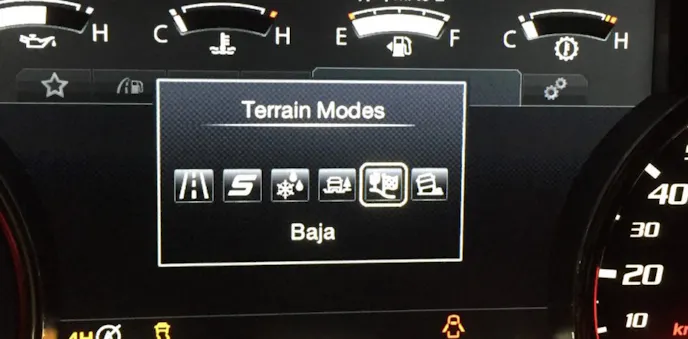 H C H E F C H
Terrain Modes
S
Baja
40
30
20
10
4H